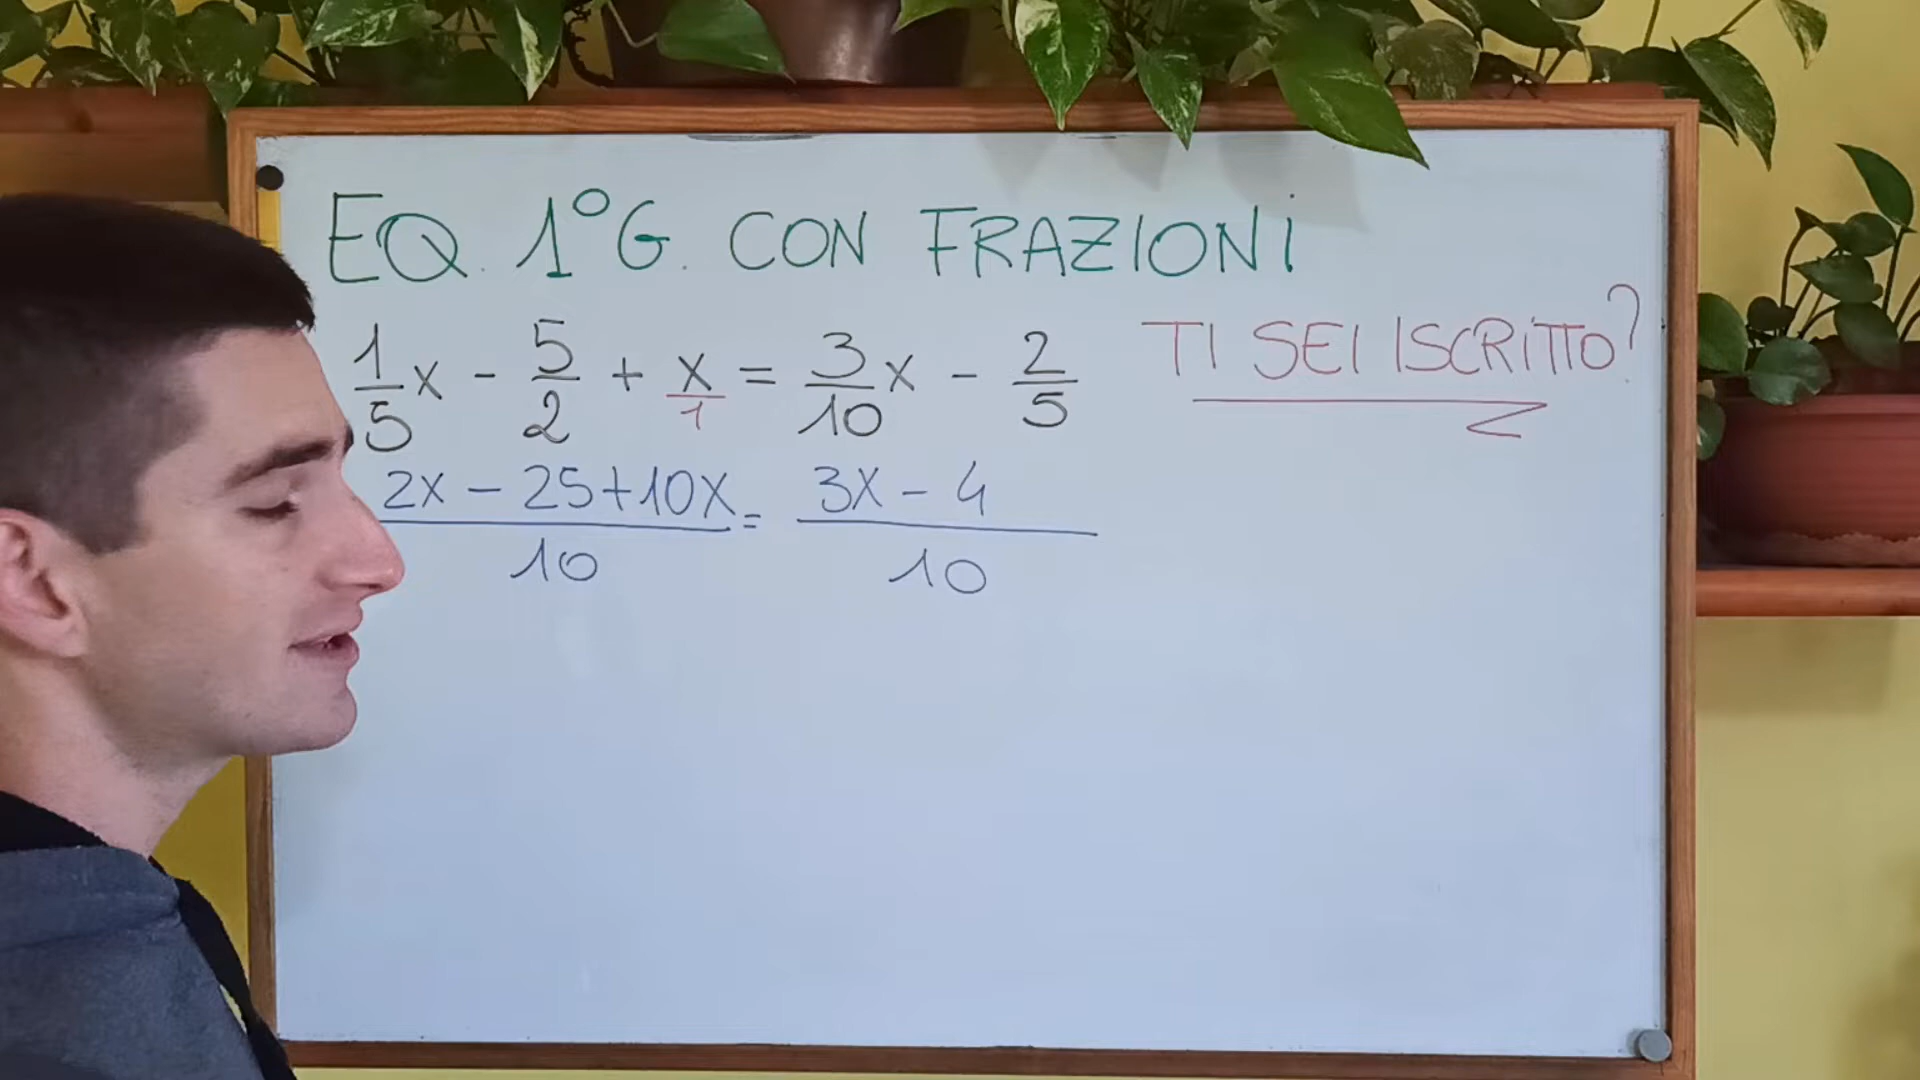 EQ. 1°G. CON FRAZIONI
1/5 x - 5/2 + x/1 = 3/10 x - 2/5
TI SEI ISCRITTO?
2x - 25 + 10x / 10 = 3x - 4 / 10